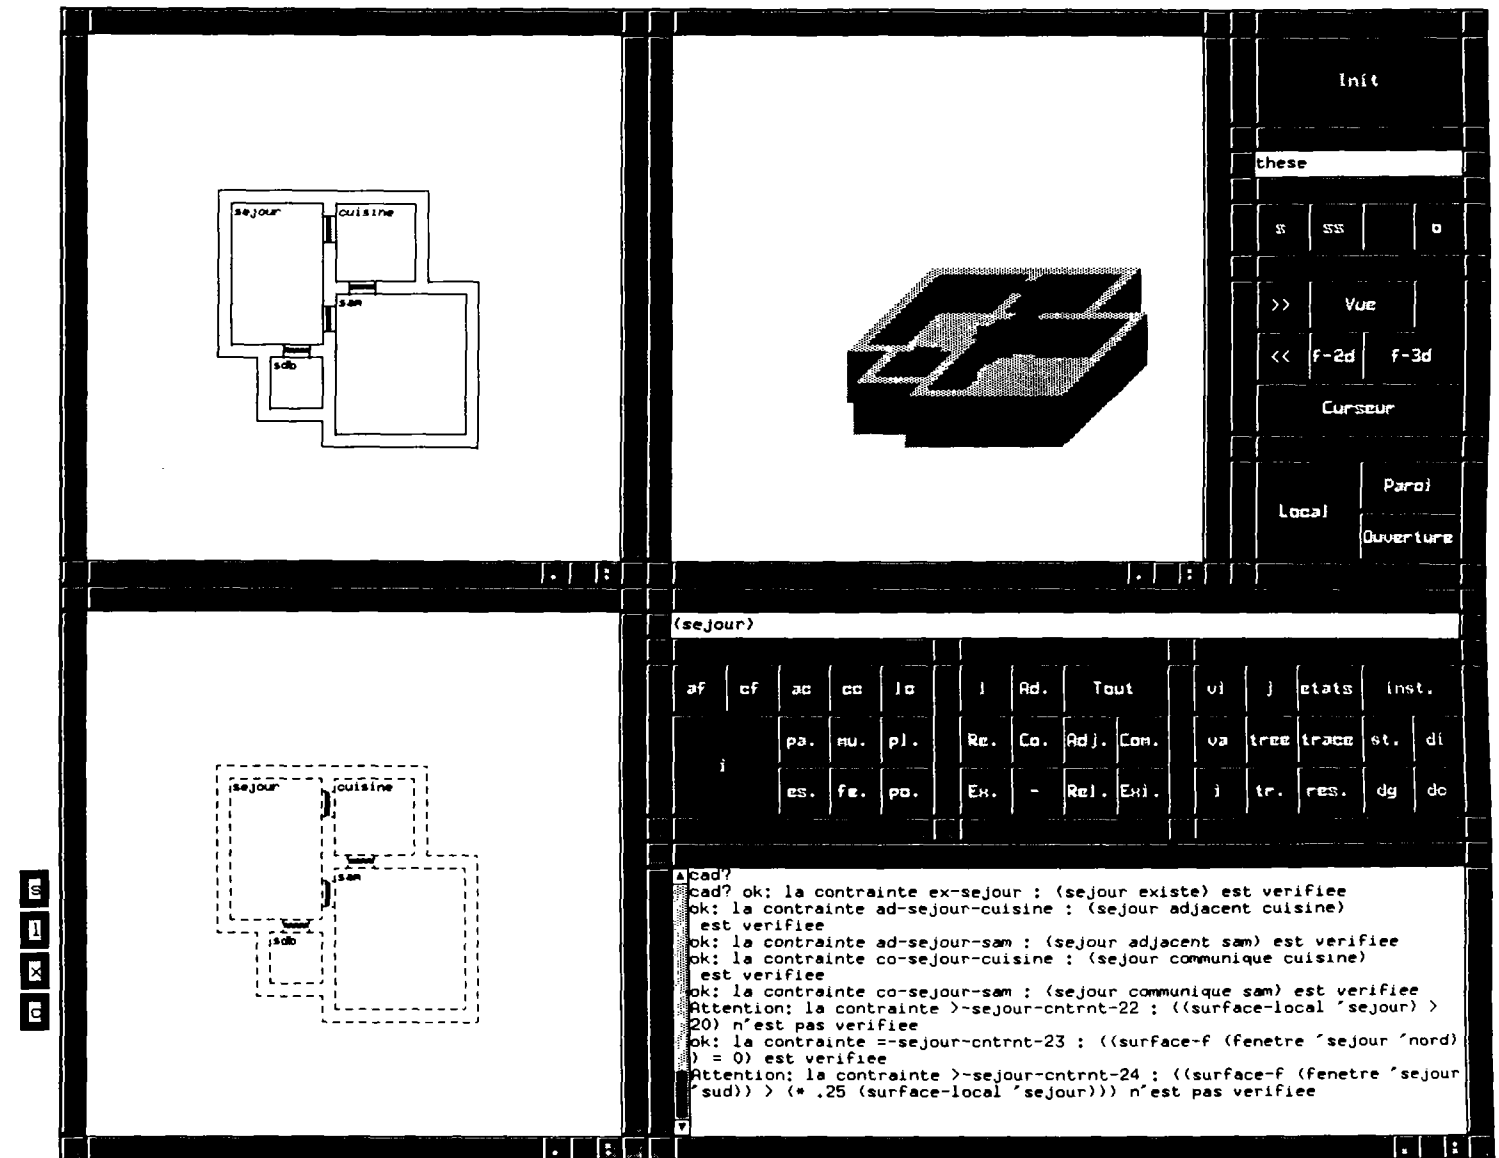 sejour
cuisine
sam
sdb
Init
these
s ss o
>> Vue
<< f-2d f-3d
Curseur
Local
Paroi
Ouverture
(sejour)
af cf ac cc lc l Ad. Tout vl j etats inst.
pa. mu. pl. Re. Co. Adj. Com. va tree trace st. di
i
es. fe. po. Ex. - Rel. Exi. i tr. res. dg dc
sejour
cuisine
sam
sdb
s
l
x
c
cad?
cad? ok: la contrainte ex-sejour : (sejour existe) est verifiee
ok: la contrainte ad-sejour-cuisine : (sejour adjacent cuisine)
est verifiee
ok: la contrainte ad-sejour-sam : (sejour adjacent sam) est verifiee
ok: la contrainte co-sejour-cuisine : (sejour communique cuisine)
est verifiee
ok: la contrainte co-sejour-sam : (sejour communique sam) est verifiee
Attention: la contrainte >-sejour-cntrnt-22 : ((surface-local 'sejour) >
20) n'est pas verifiee
ok: la contrainte =-sejour-cntrnt-23 : ((surface-f (fenetre 'sejour 'nord)
) = 0) est verifiee
Attention: la contrainte >-sejour-cntrnt-24 : ((surface-f (fenetre 'sejour
'sud)) > (* .25 (surface-local 'sejour))) n'est pas verifiee